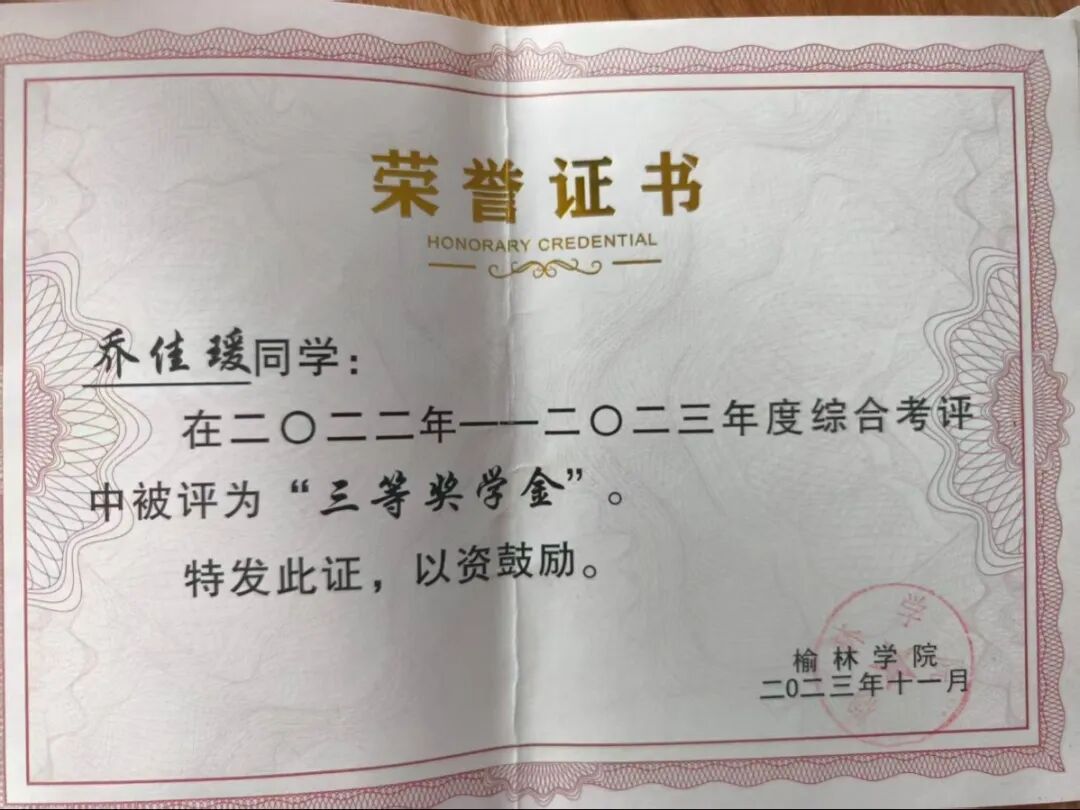 荣誉证书
HONORARY CREDENTIAL
乔佳瑗同学：
在二〇二二年——二〇二三年度综合考评
中被评为“三等奖学金”。
特发此证，以资鼓励。
榆林学院
二0二三年十一月